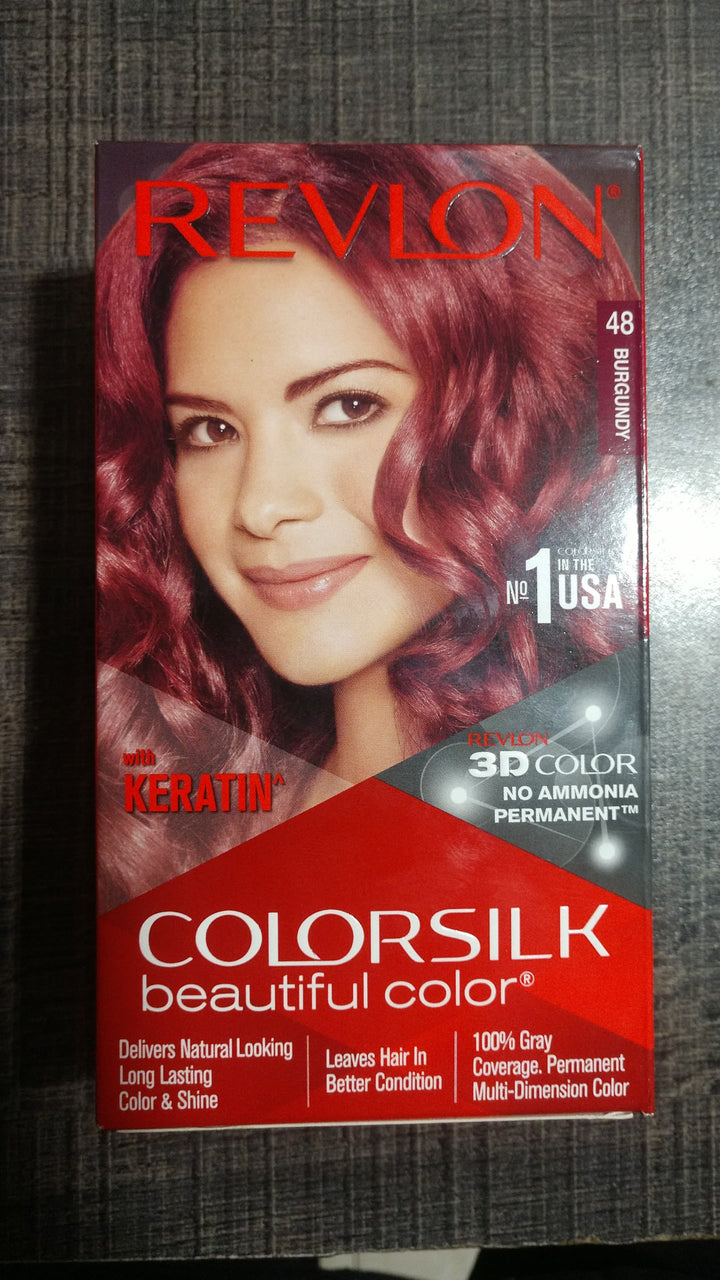 REVLON®
48
BURGUNDY
COLORSILK
Nº1 IN THE
USA
with
KERATIN^
REVLON
3D COLOR
NO AMMONIA
PERMANENT™
COLORSILK
beautiful color®
Delivers Natural Looking
Long Lasting
Color & Shine
Leaves Hair In
Better Condition
100% Gray
Coverage. Permanent
Multi-Dimension Color